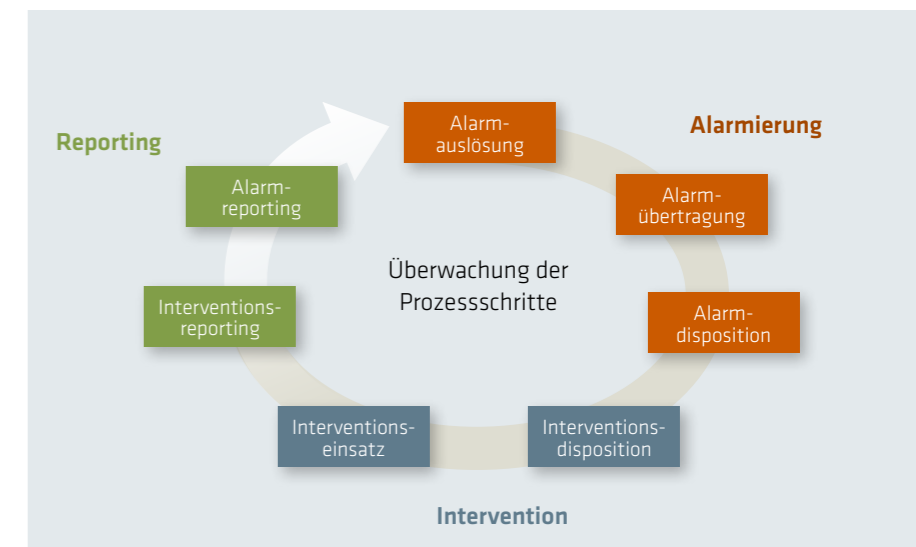 Reporting
Alarmierung
Alarm-
auslösung
Alarm-
übertragung
Alarm-
disposition
Interventions-
disposition
Interventions-
einsatz
Interventions-
reporting
Alarm-
reporting
Überwachung der
Prozessschritte
Intervention